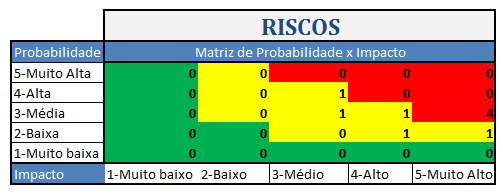 RISCOS
Probabilidade Matriz de Probabilidade x Impacto
5-Muito Alta 0 0 0 0 0
4-Alta 0 0 1 0 0
3-Média 0 0 1 1 4
2-Baixa 0 0 0 1 1
1-Muito baixa 0 0 0 0 0
Impacto 1-Muito baixo 2-Baixo 3-Médio 4-Alto 5-Muito Alto